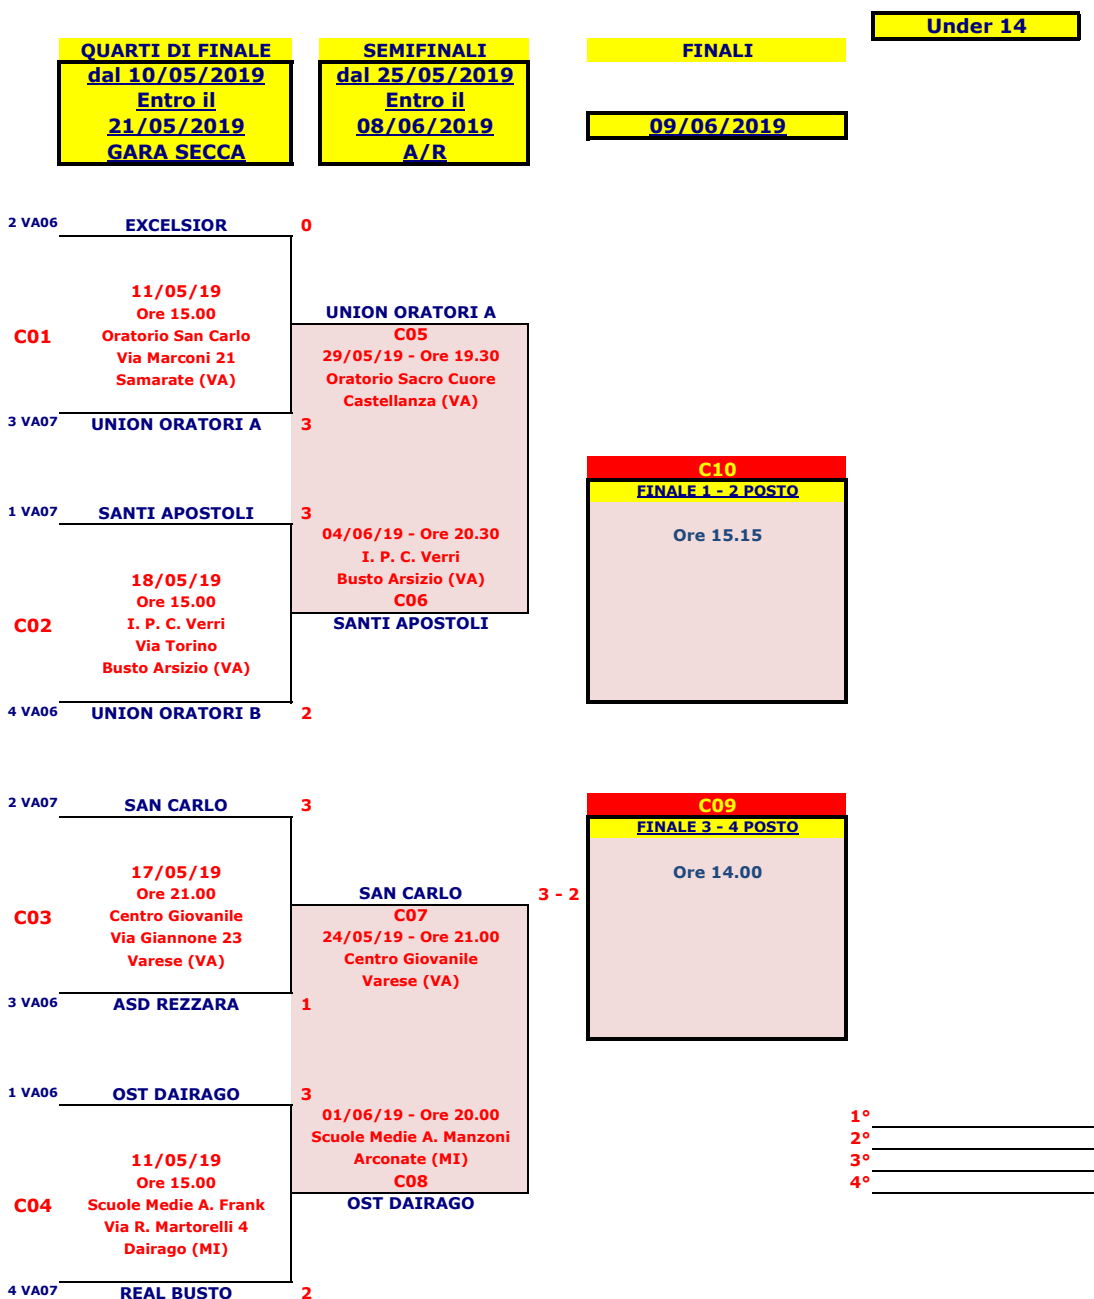 Under 14
QUARTI DI FINALE
dal 10/05/2019
Entro il
21/05/2019
GARA SECCA
SEMIFINALI
dal 25/05/2019
Entro il
08/06/2019
A/R
FINALI
09/06/2019
2 VA06 EXCELSIOR 0
C01
11/05/19
Ore 15.00
Oratorio San Carlo
Via Marconi 21
Samarate (VA)
3 VA07 UNION ORATORI A 3
1 VA07 SANTI APOSTOLI 3
C02
18/05/19
Ore 15.00
I. P. C. Verri
Via Torino
Busto Arsizio (VA)
4 VA06 UNION ORATORI B 2
UNION ORATORI A
C05
29/05/19 - Ore 19.30
Oratorio Sacro Cuore
Castellanza (VA)
04/06/19 - Ore 20.30
I. P. C. Verri
Busto Arsizio (VA)
C06
SANTI APOSTOLI
C10
FINALE 1 - 2 POSTO
Ore 15.15
2 VA07 SAN CARLO 3
C03
17/05/19
Ore 21.00
Centro Giovanile
Via Giannone 23
Varese (VA)
3 VA06 ASD REZZARA 1
1 VA06 OST DAIRAGO 3
C04
11/05/19
Ore 15.00
Scuole Medie A. Frank
Via R. Martorelli 4
Dairago (MI)
4 VA07 REAL BUSTO 2
SAN CARLO 3 - 2
C07
24/05/19 - Ore 21.00
Centro Giovanile
Varese (VA)
01/06/19 - Ore 20.00
Scuole Medie A. Manzoni
Arconate (MI)
C08
OST DAIRAGO
C09
FINALE 3 - 4 POSTO
Ore 14.00
1°
2°
3°
4°